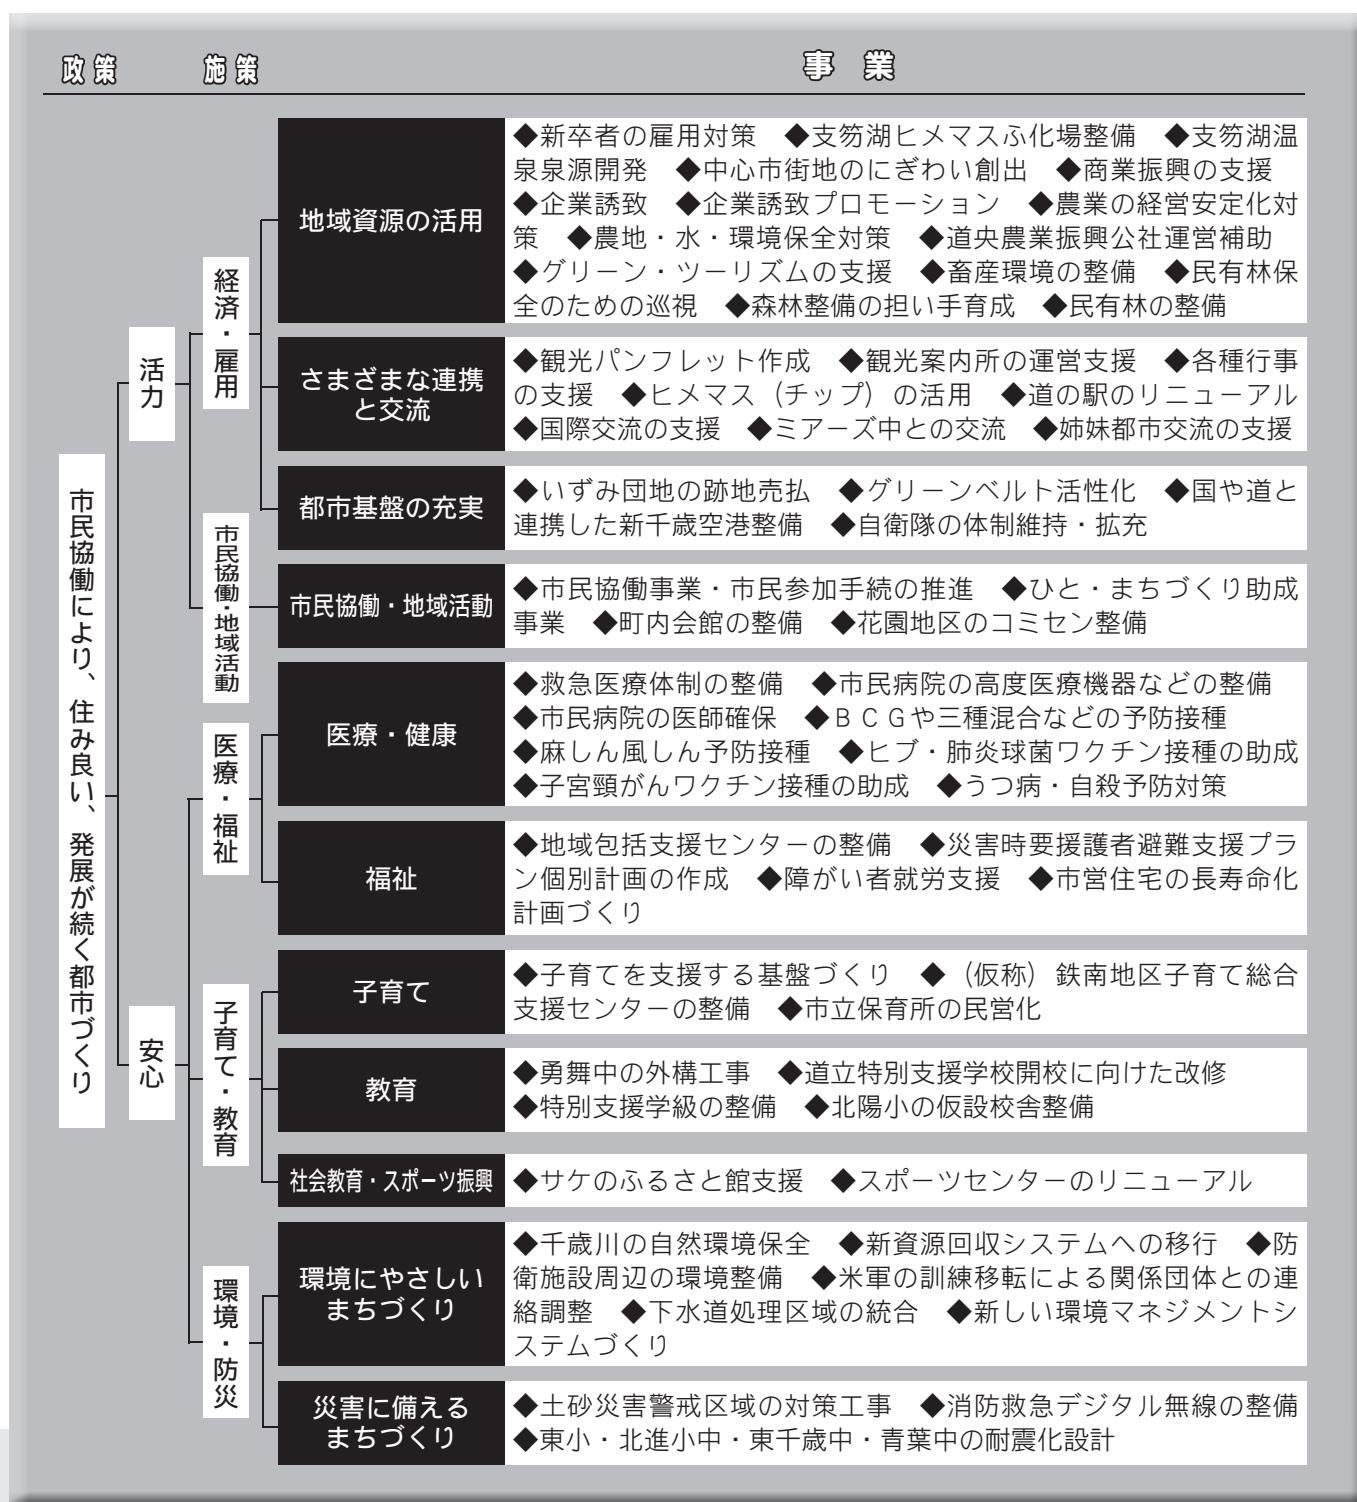 政策
施策
事業
市民協働により、住み良い、発展が続く都市づくり
活力
経済・雇用
地域資源の活用
◆新卒者の雇用対策　◆支笏湖ヒメマスふ化場整備　◆支笏湖温
泉泉源開発　◆中心市街地のにぎわい創出　◆商業振興の支援
◆企業誘致　◆企業誘致プロモーション　◆農業の経営安定化対
策　◆農地・水・環境保全対策　◆道央農業振興公社運営補助
◆グリーン・ツーリズムの支援　◆畜産環境の整備　◆民有林保
全のための巡視　◆森林整備の担い手育成　◆民有林の整備
さまざまな連携
と交流
◆観光パンフレット作成　◆観光案内所の運営支援　◆各種行事
の支援　◆ヒメマス（チップ）の活用　◆道の駅のリニューアル
◆国際交流の支援　◆ミアーズ中との交流　◆姉妹都市交流の支援
都市基盤の充実
◆いずみ団地の跡地売払　◆グリーンベルト活性化　◆国や道と
連携した新千歳空港整備　◆自衛隊の体制維持・拡充
市民協働・地域活動
市民協働・地域活動
◆市民協働事業・市民参加手続の推進　◆ひと・まちづくり助成
事業　◆町内会館の整備　◆花園地区のコミセン整備
安心
医療・福祉
医療・健康
◆救急医療体制の整備　◆市民病院の高度医療機器などの整備
◆市民病院の医師確保　◆ＢＣＧや三種混合などの予防接種
◆麻しん風しん予防接種　◆ヒブ・肺炎球菌ワクチン接種の助成
◆子宮頸がんワクチン接種の助成　◆うつ病・自殺予防対策
福祉
◆地域包括支援センターの整備　◆災害時要援護者避難支援プラ
ン個別計画の作成　◆障がい者就労支援　◆市営住宅の長寿命化
計画づくり
子育て・教育
子育て
◆子育てを支援する基盤づくり　◆（仮称）鉄南地区子育て総合
支援センターの整備　◆市立保育所の民営化
教育
◆勇舞中の外構工事　◆道立特別支援学校開校に向けた改修
◆特別支援学級の整備　◆北陽小の仮設校舎整備
社会教育・スポーツ振興
◆サケのふるさと館支援　◆スポーツセンターのリニューアル
環境・防災
環境にやさしい
まちづくり
◆千歳川の自然環境保全　◆新資源回収システムへの移行　◆防
衛施設周辺の環境整備　◆米軍の訓練移転による関係団体との連
絡調整　◆下水道処理区域の統合　◆新しい環境マネジメントシ
ステムづくり
災害に備える
まちづくり
◆土砂災害警戒区域の対策工事　◆消防救急デジタル無線の整備
◆東小・北進小中・東千歳中・青葉中の耐震化設計